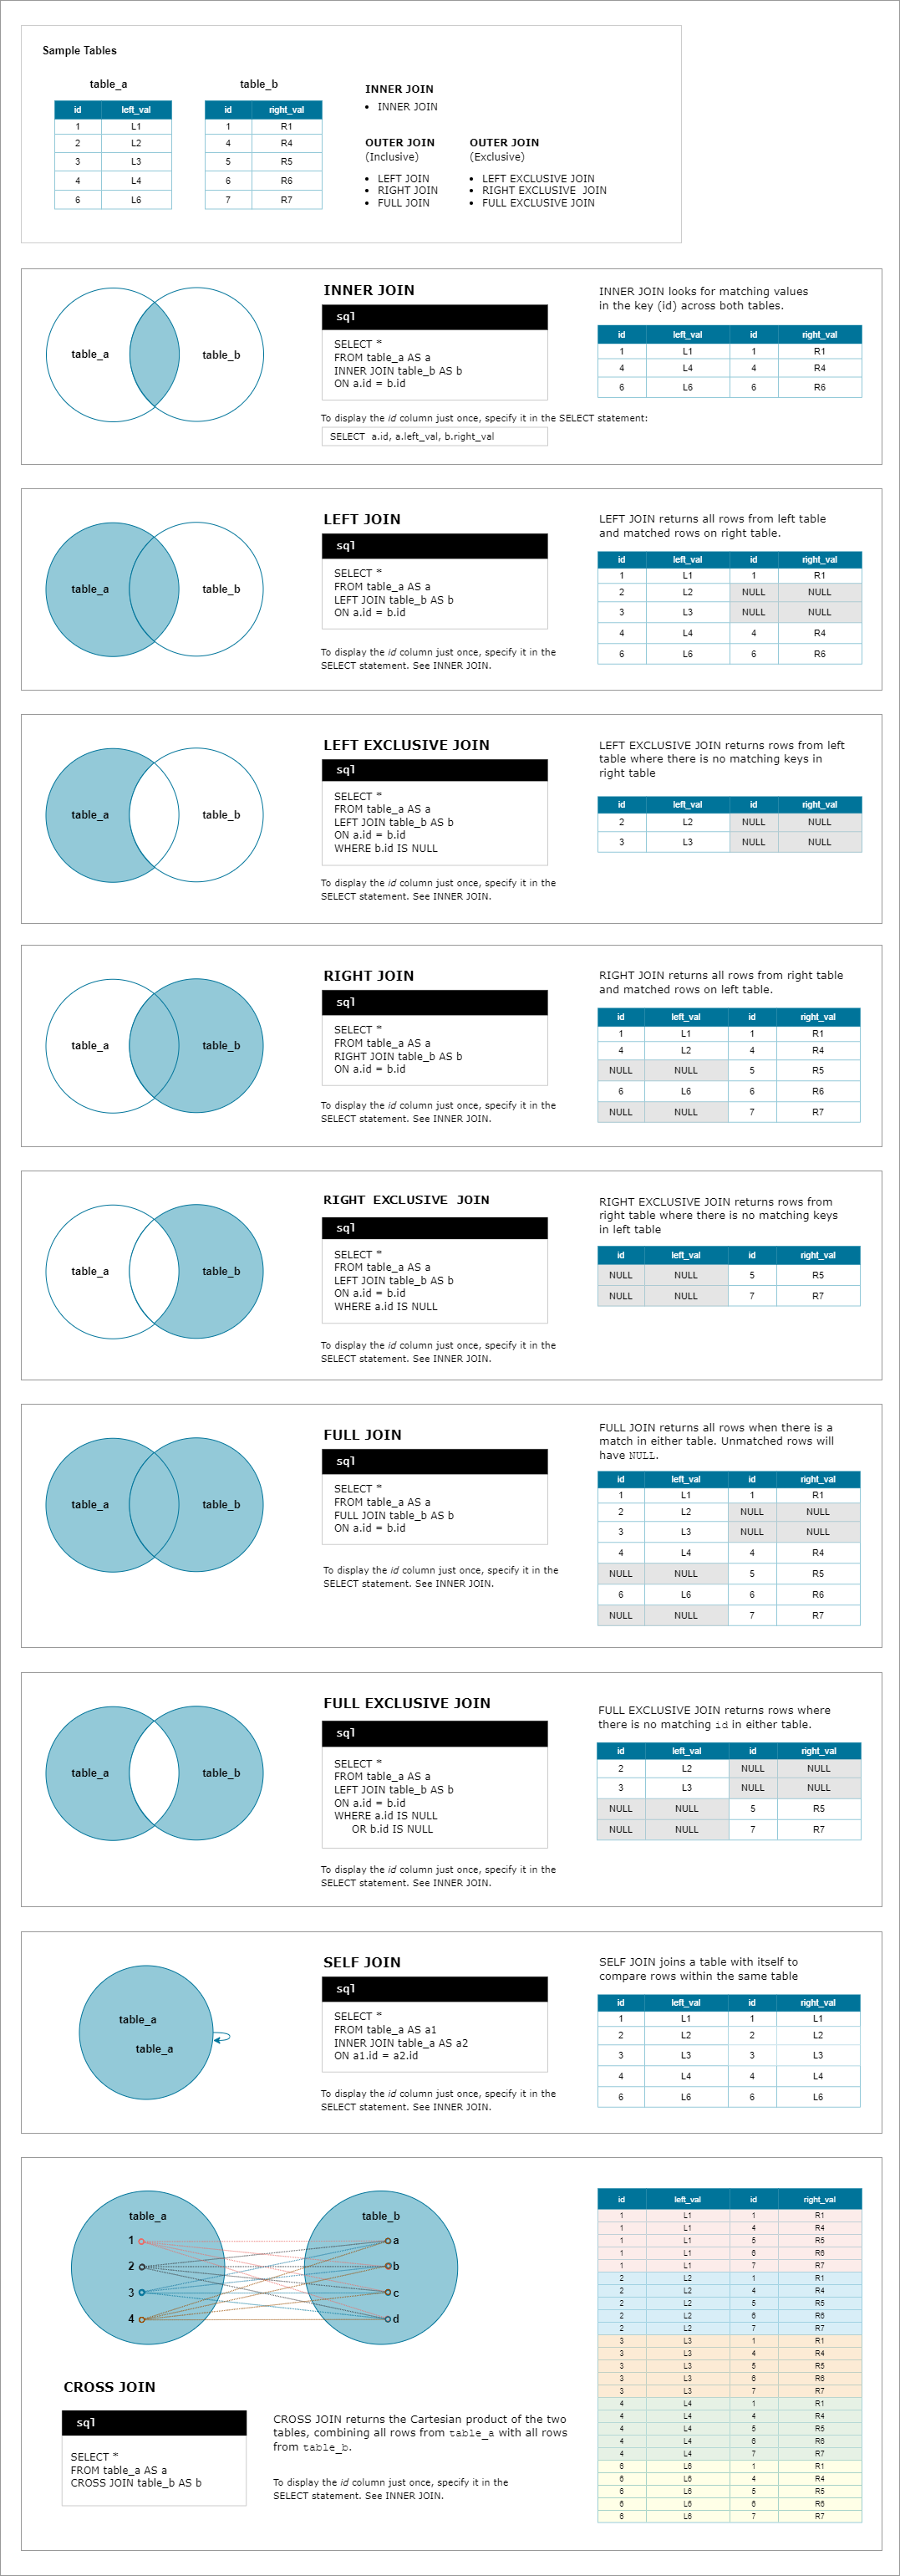 Sample Tables
table_a
table_b
id left_val
1 L1
2 L2
3 L3
4 L4
6 L6
id right_val
1 R1
4 R4
5 R5
6 R6
7 R7
INNER JOIN
• INNER JOIN
OUTER JOIN
(Inclusive)
• LEFT JOIN
• RIGHT JOIN
• FULL JOIN
OUTER JOIN
(Exclusive)
• LEFT EXCLUSIVE JOIN
• RIGHT EXCLUSIVE JOIN
• FULL EXCLUSIVE JOIN
table_a
table_b
INNER JOIN
sql
SELECT *
FROM table_a AS a
INNER JOIN table_b AS b
ON a.id = b.id
To display the id column just once, specify it in the SELECT statement:
SELECT a.id, a.left_val, b.right_val
INNER JOIN looks for matching values
in the key (id) across both tables.
id left_val id right_val
1 L1 1 R1
4 L4 4 R4
6 L6 6 R6
table_a
table_b
LEFT JOIN
sql
SELECT *
FROM table_a AS a
LEFT JOIN table_b AS b
ON a.id = b.id
To display the id column just once, specify it in the
SELECT statement. See INNER JOIN.
LEFT JOIN returns all rows from left table
and matched rows on right table.
id left_val id right_val
1 L1 1 R1
2 L2 NULL NULL
3 L3 NULL NULL
4 L4 4 R4
6 L6 6 R6
table_a
table_b
LEFT EXCLUSIVE JOIN
sql
SELECT *
FROM table_a AS a
LEFT JOIN table_b AS b
ON a.id = b.id
WHERE b.id IS NULL
To display the id column just once, specify it in the
SELECT statement. See INNER JOIN.
LEFT EXCLUSIVE JOIN returns rows from left
table where there is no matching keys in
right table
id left_val id right_val
2 L2 NULL NULL
3 L3 NULL NULL
table_a
table_b
RIGHT JOIN
sql
SELECT *
FROM table_a AS a
RIGHT JOIN table_b AS b
ON a.id = b.id
To display the id column just once, specify it in the
SELECT statement. See INNER JOIN.
RIGHT JOIN returns all rows from right table
and matched rows on left table.
id left_val id right_val
1 L1 1 R1
4 L2 4 R4
NULL NULL 5 R5
6 L6 6 R6
NULL NULL 7 R7
table_a
table_b
RIGHT EXCLUSIVE JOIN
sql
SELECT *
FROM table_a AS a
LEFT JOIN table_b AS b
ON a.id = b.id
WHERE a.id IS NULL
To display the id column just once, specify it in the
SELECT statement. See INNER JOIN.
RIGHT EXCLUSIVE JOIN returns rows from
right table where there is no matching keys
in left table
id left_val id right_val
NULL NULL 5 R5
NULL NULL 7 R7
table_a
table_b
FULL JOIN
sql
SELECT *
FROM table_a AS a
FULL JOIN table_b AS b
ON a.id = b.id
To display the id column just once, specify it in the
SELECT statement. See INNER JOIN.
FULL JOIN returns all rows when there is a
match in either table. Unmatched rows will
have NULL.
id left_val id right_val
1 L1 1 R1
2 L2 NULL NULL
3 L3 NULL NULL
4 L4 4 R4
NULL NULL 5 R5
6 L6 6 R6
NULL NULL 7 R7
table_a
table_b
FULL EXCLUSIVE JOIN
sql
SELECT *
FROM table_a AS a
LEFT JOIN table_b AS b
ON a.id = b.id
WHERE a.id IS NULL
OR b.id IS NULL
To display the id column just once, specify it in the
SELECT statement. See INNER JOIN.
FULL EXCLUSIVE JOIN returns rows where
there is no matching id in either table.
id left_val id right_val
2 L2 NULL NULL
3 L3 NULL NULL
NULL NULL 5 R5
NULL NULL 7 R7
table_a
table_a
SELF JOIN
sql
SELECT *
FROM table_a AS a1
INNER JOIN table_a AS a2
ON a1.id = a2.id
To display the id column just once, specify it in the
SELECT statement. See INNER JOIN.
SELF JOIN joins a table with itself to
compare rows within the same table
id left_val id right_val
1 L1 1 L1
2 L2 2 L2
3 L3 3 L3
4 L4 4 L4
6 L6 6 L6
table_a
1
2
3
4
table_b
a
b
c
d
CROSS JOIN
sql
SELECT *
FROM table_a AS a
CROSS JOIN table_b AS b
CROSS JOIN returns the Cartesian product of the two
tables, combining all rows from table_a with all rows
from table_b.
To display the id column just once, specify it in the
SELECT statement. See INNER JOIN.
id left_val id right_val
1 L1 1 R1
1 L1 4 R4
1 L1 5 R5
1 L1 6 R6
1 L1 7 R7
2 L2 1 R1
2 L2 4 R4
2 L2 5 R5
2 L2 6 R6
2 L2 7 R7
3 L3 1 R1
3 L3 4 R4
3 L3 5 R5
3 L3 6 R6
3 L3 7 R7
4 L4 1 R1
4 L4 4 R4
4 L4 5 R5
4 L4 6 R6
4 L4 7 R7
6 L6 1 R1
6 L6 4 R4
6 L6 5 R5
6 L6 6 R6
6 L6 7 R7